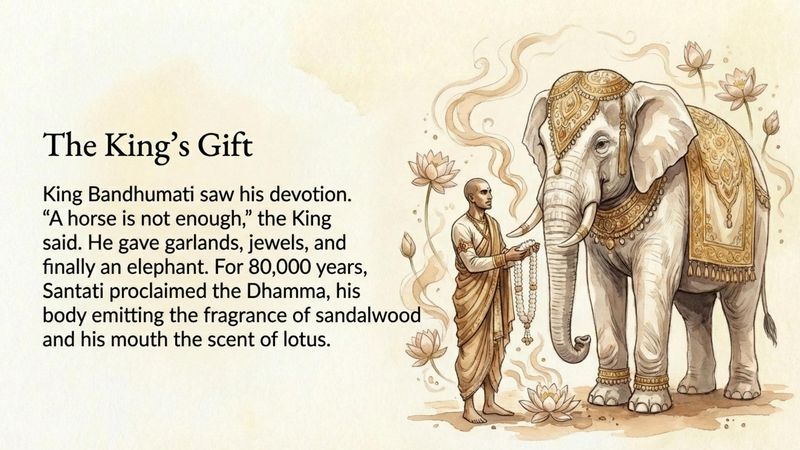 The King’s Gift
King Bandhumati saw his devotion.
“A horse is not enough,” the King
said. He gave garlands, jewels, and
finally an elephant. For 80,000 years,
Santati proclaimed the Dhamma, his
body emitting the fragrance of sandalwood
and his mouth the scent of lotus.